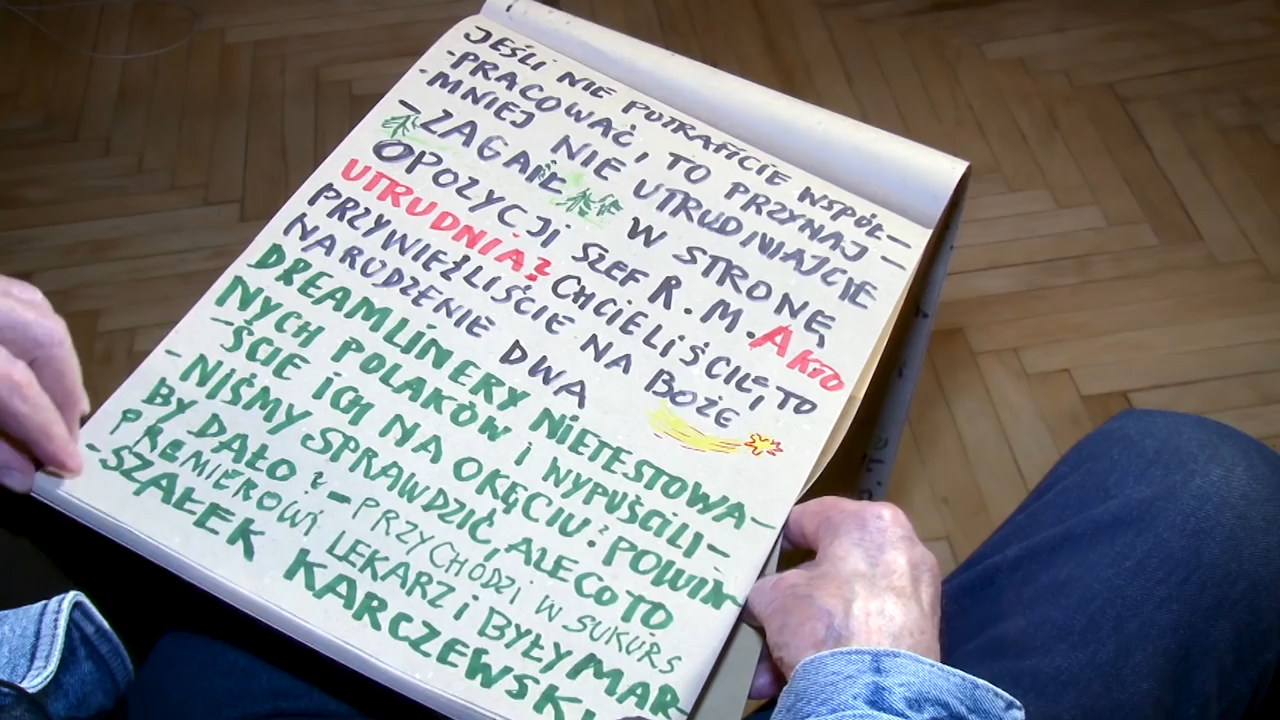 JEŚLI NIE POTRAFICIE WSPÓŁ-
-PRACOWAĆ, TO PRZYNAJ-
-MNIEJ NIE UTRUDNIAJCIE
-ZAGAIŁ W STRONĘ
OPOZYCJI SZEF R.M. A KTO
UTRUDNIA? CHCIELIŚCIE, TO
PRZYWIEŹLIŚCIE NA BOŻE
NARODZENIE DWA
DREAMLINERY NIETESTOWA-
NYCH POLAKÓW I WYPUŚCILI-
-ŚCIE ICH NA OKĘCIU? POWIN-
-NIŚMY SPRAWDZIĆ, ALE CO TO
BY DAŁO? - PRZYCHODZI W SUKURS
PREMIEROWI LEKARZ I BYŁY MAR-
-SZAŁEK KARCZEWSKI